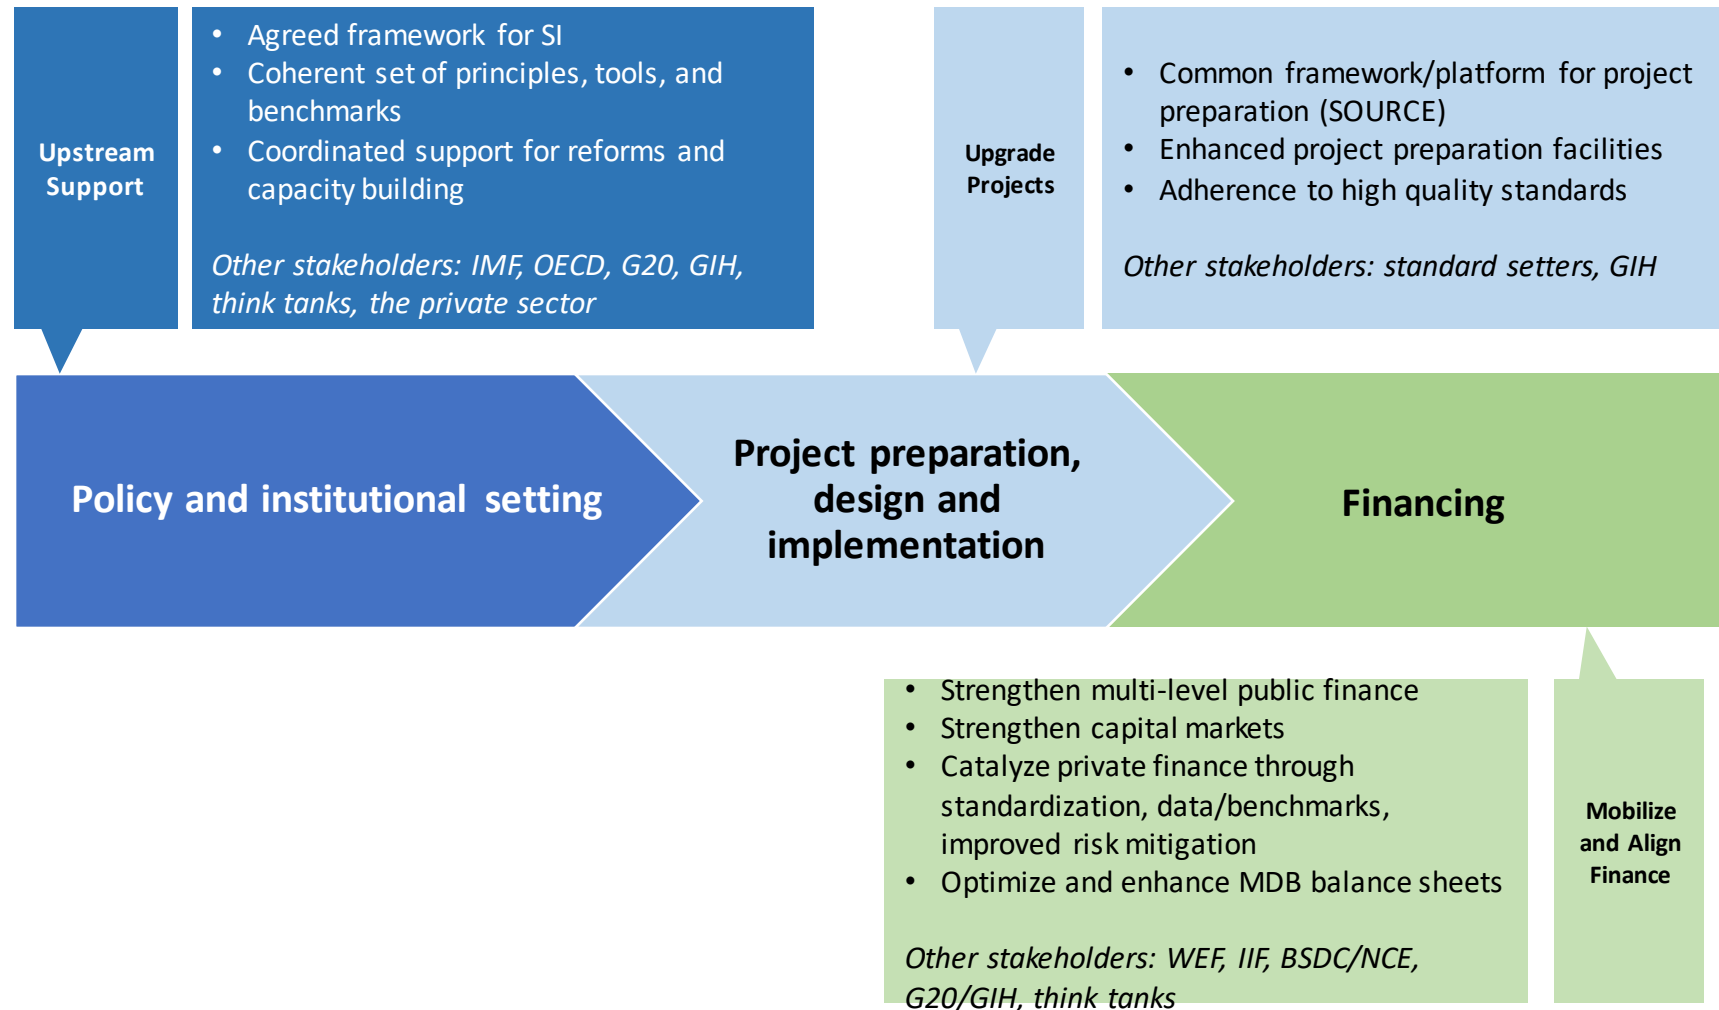 Upstream
Support
• Agreed framework for SI
• Coherent set of principles, tools, and
benchmarks
• Coordinated support for reforms and
capacity building
Other stakeholders: IMF, OECD, G20, GIH,
think tanks, the private sector
Upgrade
Projects
• Common framework/platform for project
preparation (SOURCE)
• Enhanced project preparation facilities
• Adherence to high quality standards
Other stakeholders: standard setters, GIH
Policy and institutional setting
Project preparation,
design and
implementation
Financing
• Strengthen multi-level public finance
• Strengthen capital markets
• Catalyze private finance through
standardization, data/benchmarks,
improved risk mitigation
• Optimize and enhance MDB balance sheets
Other stakeholders: WEF, IIF, BSDC/NCE,
G20/GIH, think tanks
Mobilize
and Align
Finance